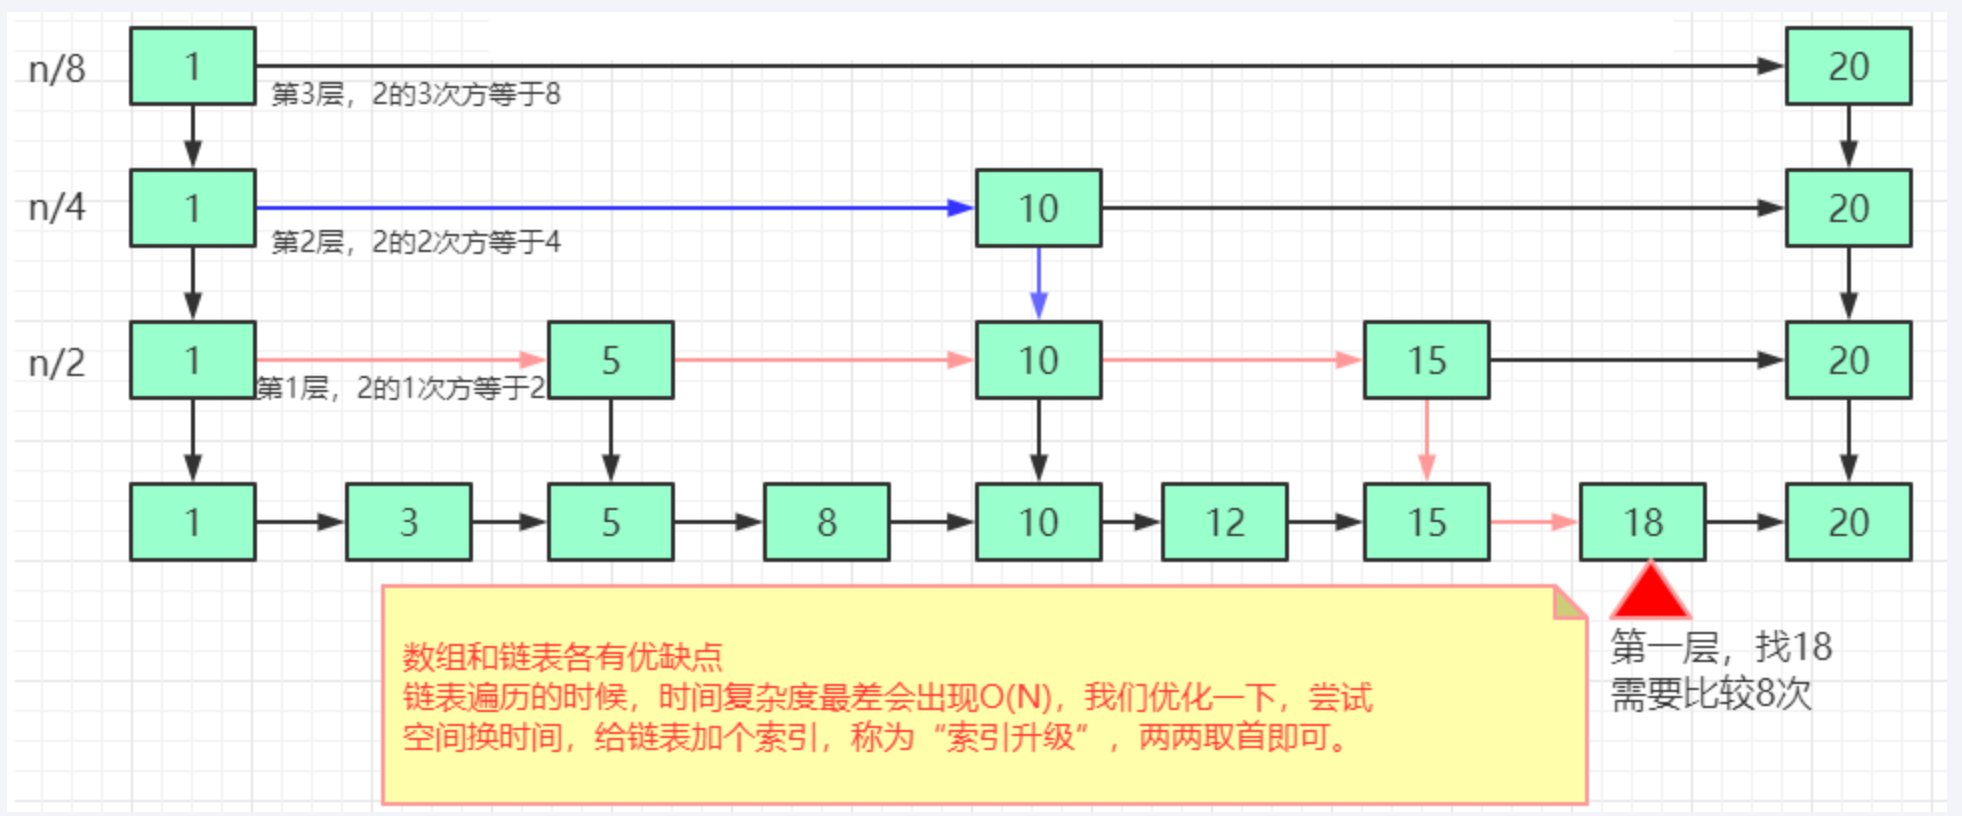 n/8
1
20
第3层，2的3次方等于8
n/4
1
10
20
第2层，2的2次方等于4
n/2
1
5
10
15
20
第1层，2的1次方等于2
1
3
5
8
10
12
15
18
20
数组和链表各有优缺点
链表遍历的时候，时间复杂度最差会出现O(N)，我们优化一下，尝试
空间换时间，给链表加个索引，称为“索引升级”，两两取首即可。
第一层，找18
需要比较8次